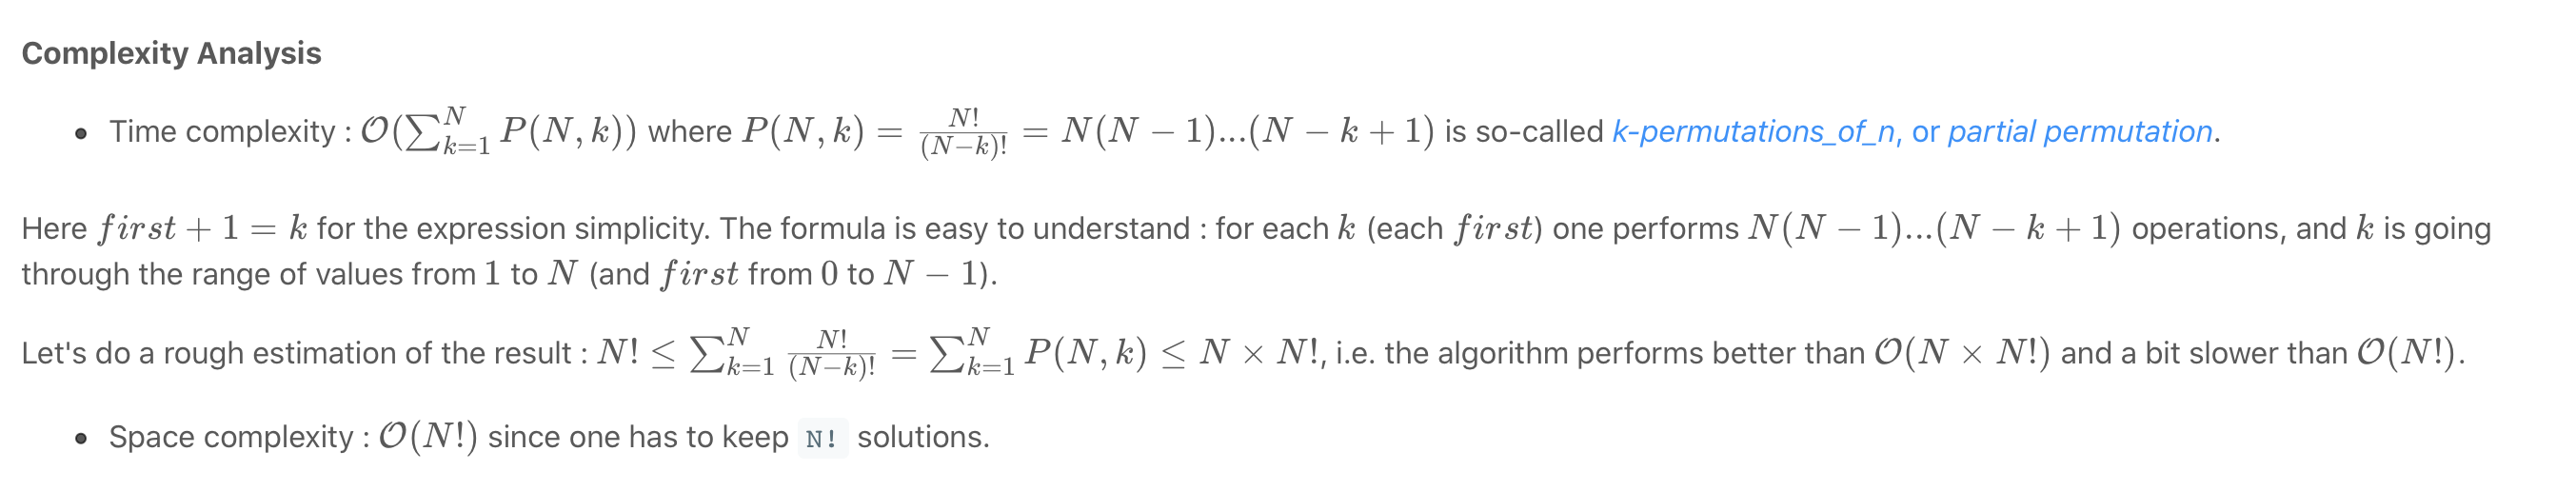 Complexity Analysis
• Time complexity : $\mathcal{O}(\sum_{k=1}^{N} P(N, k))$ where $P(N, k) = \frac{N!}{(N-k)!} = N(N-1)...(N-k+1)$ is so-called k-permutations_of_n, or partial permutation.
Here $first + 1 = k$ for the expression simplicity. The formula is easy to understand : for each $k$ (each $first$) one performs $N(N-1)...(N-k+1)$ operations, and $k$ is going
through the range of values from $1$ to $N$ (and $first$ from $0$ to $N-1$).
Let's do a rough estimation of the result : $N! \leq \sum_{k=1}^{N} \frac{N!}{(N-k)!} = \sum_{k=1}^{N} P(N, k) \leq N \times N!$, i.e. the algorithm performs better than $\mathcal{O}(N \times N!)$ and a bit slower than $\mathcal{O}(N!)$.
• Space complexity : $\mathcal{O}(N!)$ since one has to keep N! solutions.